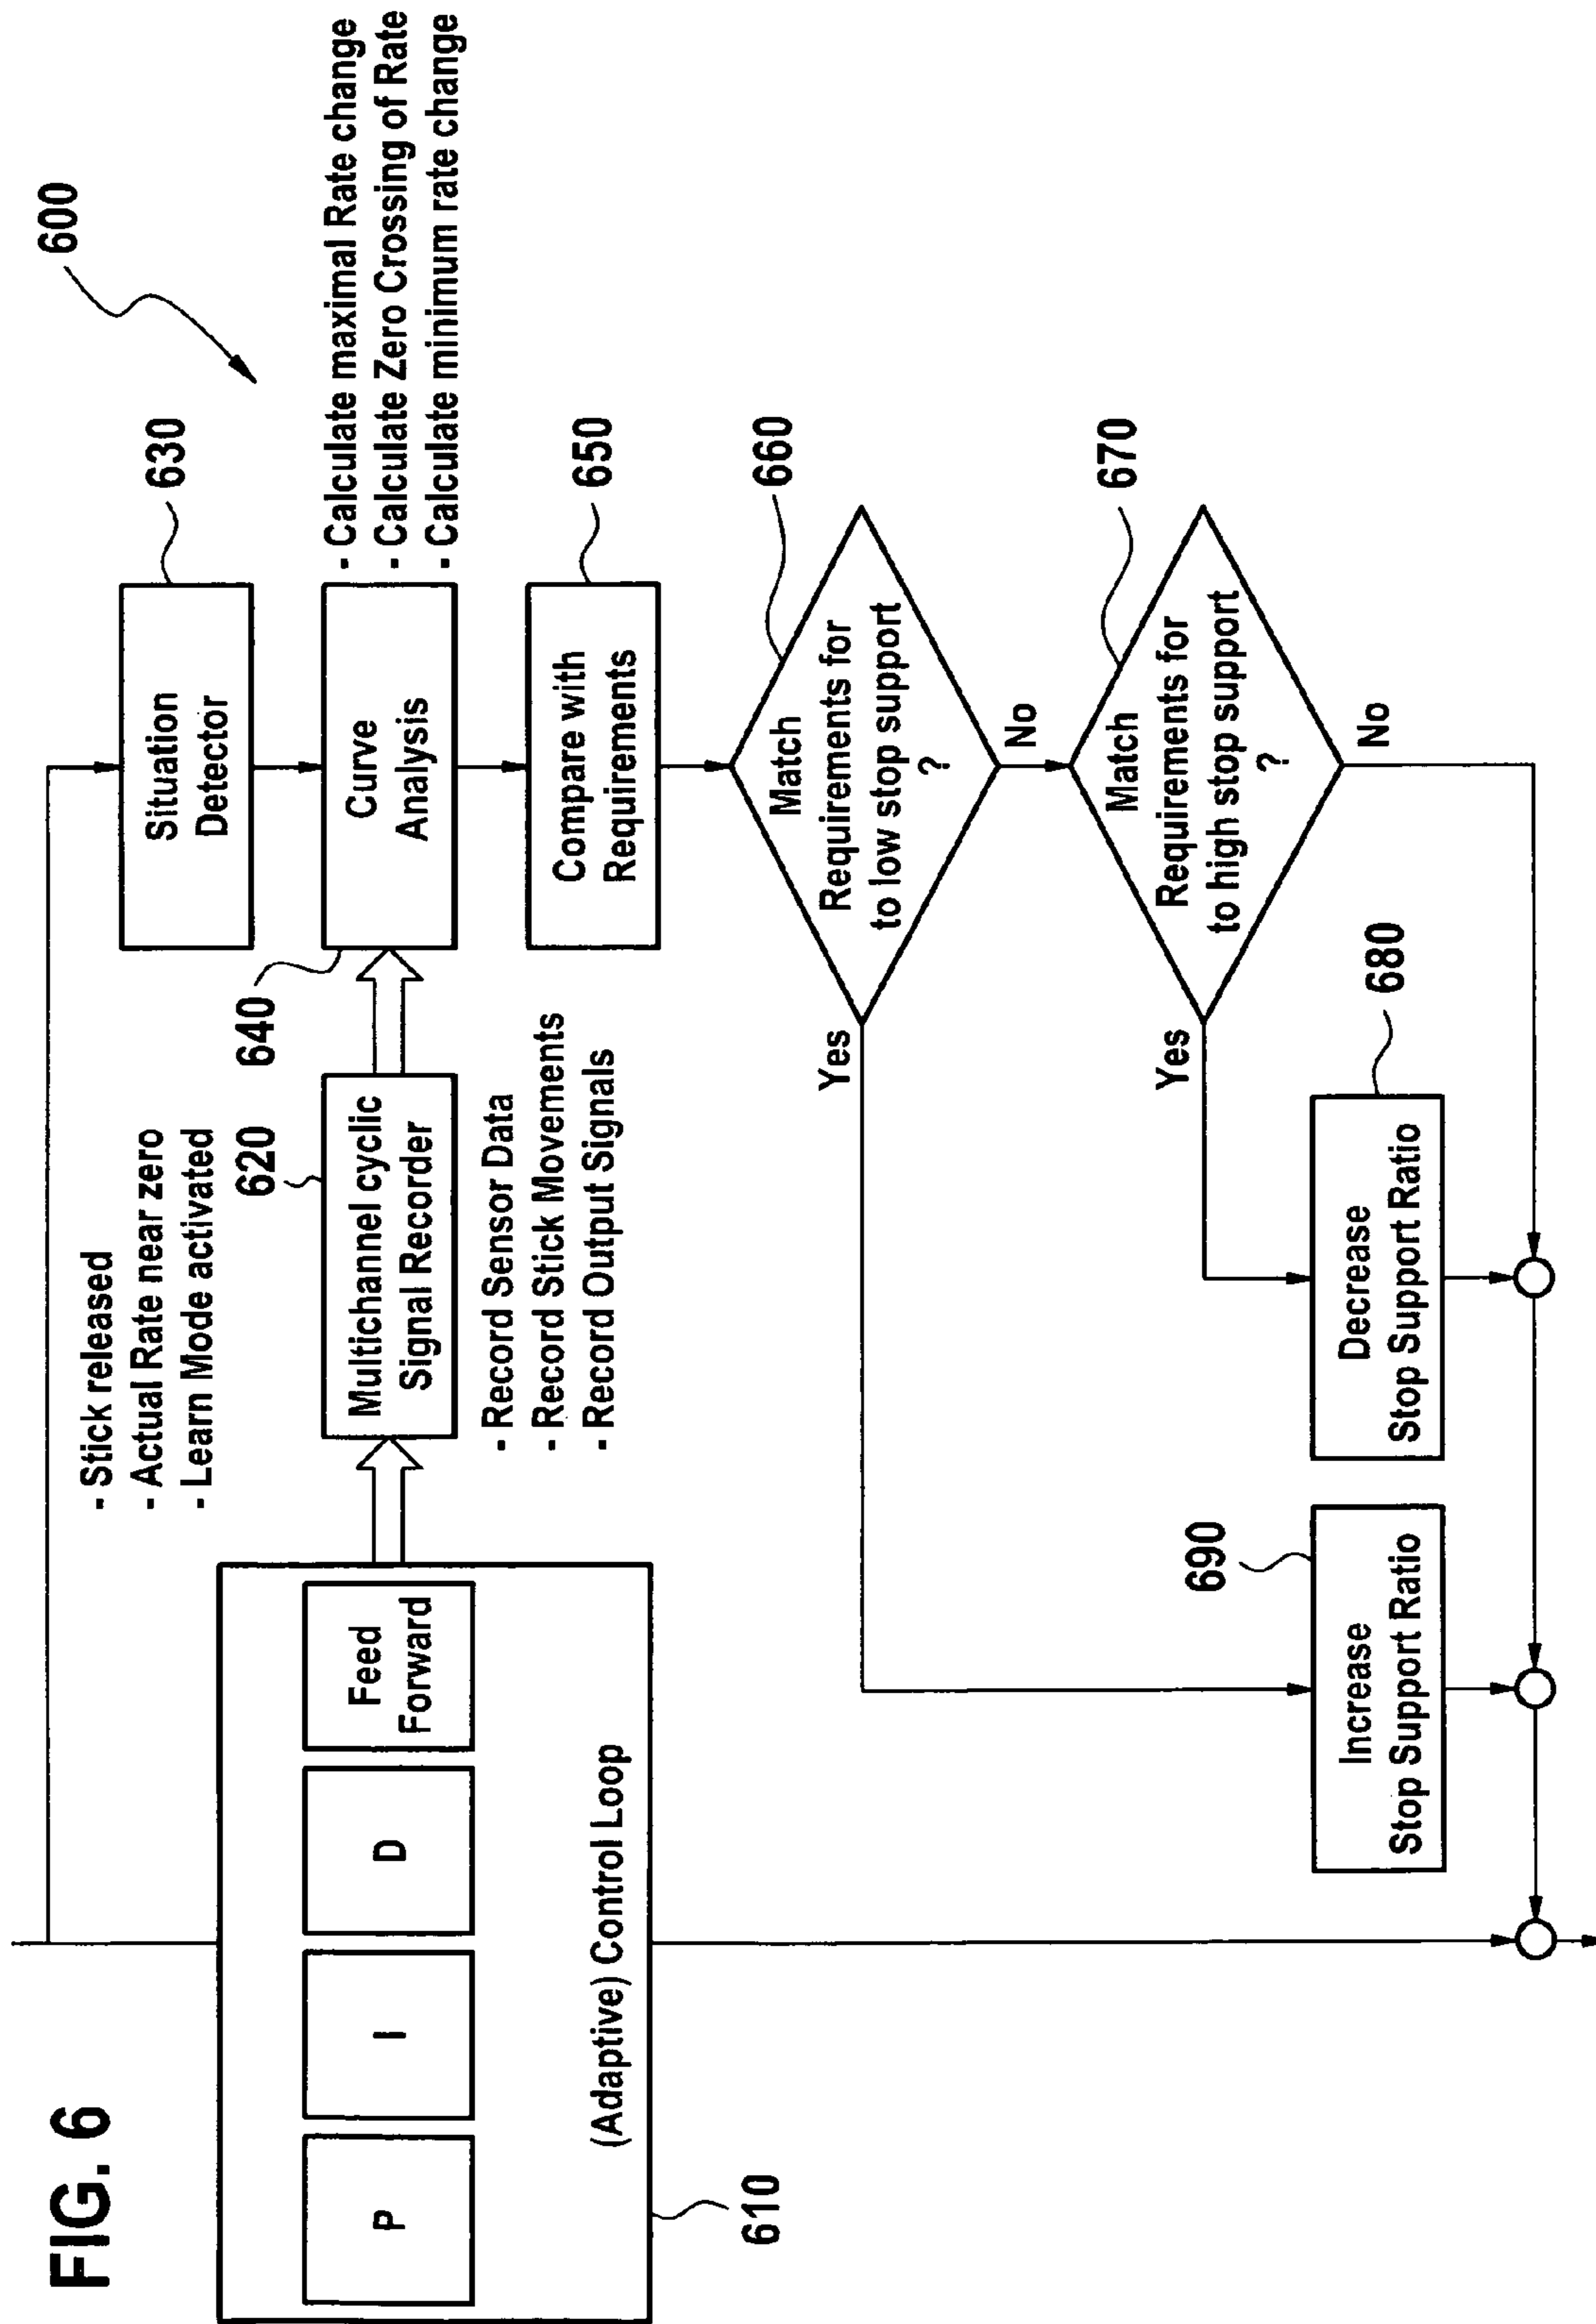 FIG. 6
600
- Stick released
- Actual Rate near zero
- Learn Mode activated
Situation
Detector
630
P
I
D
Feed
Forward
(Adaptive) Control Loop
610
620
Multichannel cyclic
Signal Recorder
- Record Sensor Data
- Record Stick Movements
- Record Output Signals
640
Curve
Analysis
- Calculate maximal Rate change
- Calculate Zero Crossing of Rate
- Calculate minimum rate change
Compare with
Requirements
650
Match
Requirements for
to low stop support
?
660
Yes
No
Match
Requirements for
to high stop support
?
670
Yes
No
Decrease
Stop Support Ratio
680
Increase
Stop Support Ratio
690